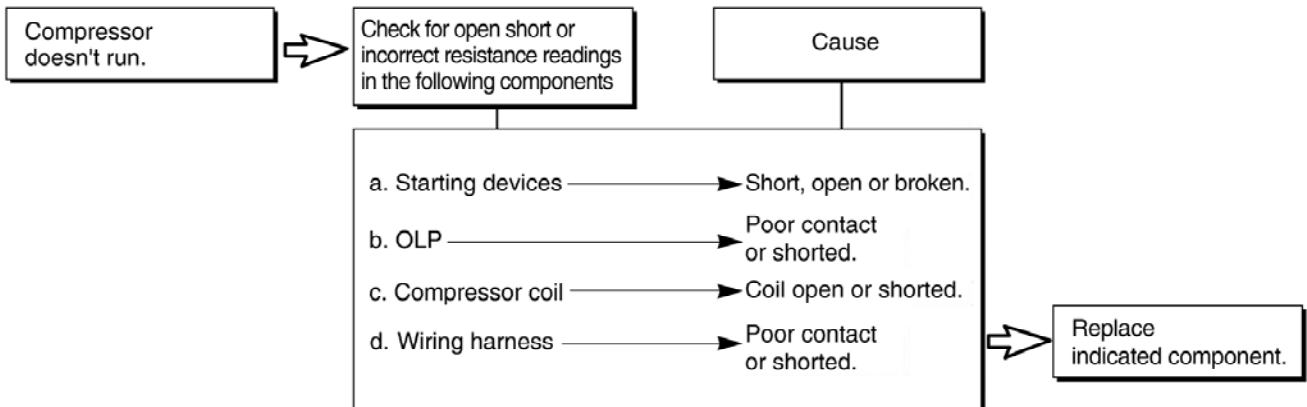 Compressor
doesn't run.
Check for open short or
incorrect resistance readings
in the following components
Cause
a. Starting devices
Short, open or broken.
b. OLP
Poor contact
or shorted.
c. Compressor coil
Coil open or shorted.
d. Wiring harness
Poor contact
or shorted.
Replace
indicated component.